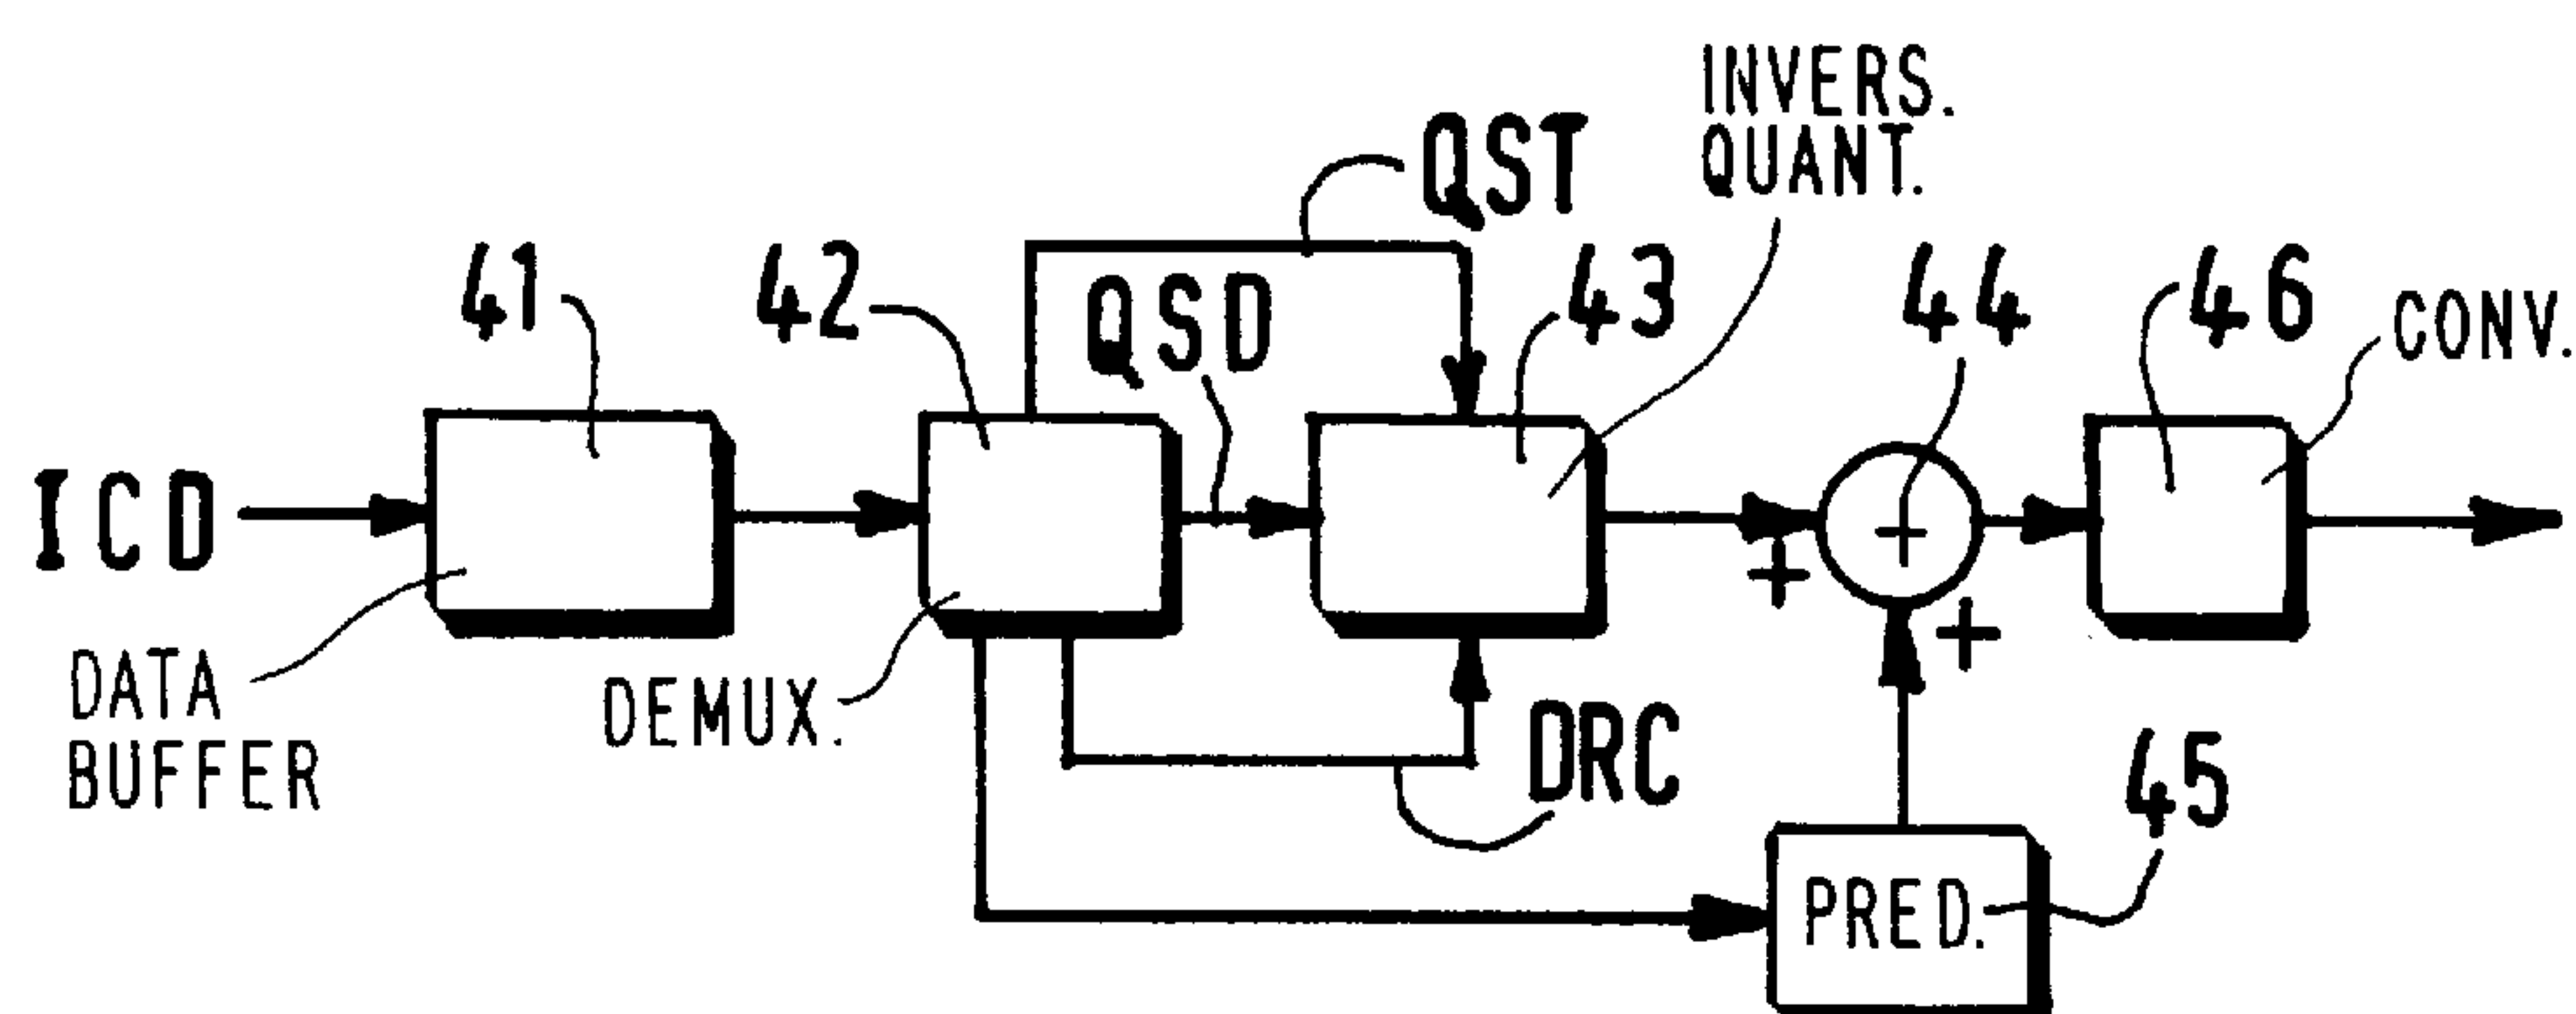 INVERS.
QUANT.
QST
41
42
QSD
43
44
46
CONV.
ICD
+
+
+
DATA
BUFFER
DEMUX.
DRC
45
PRED.